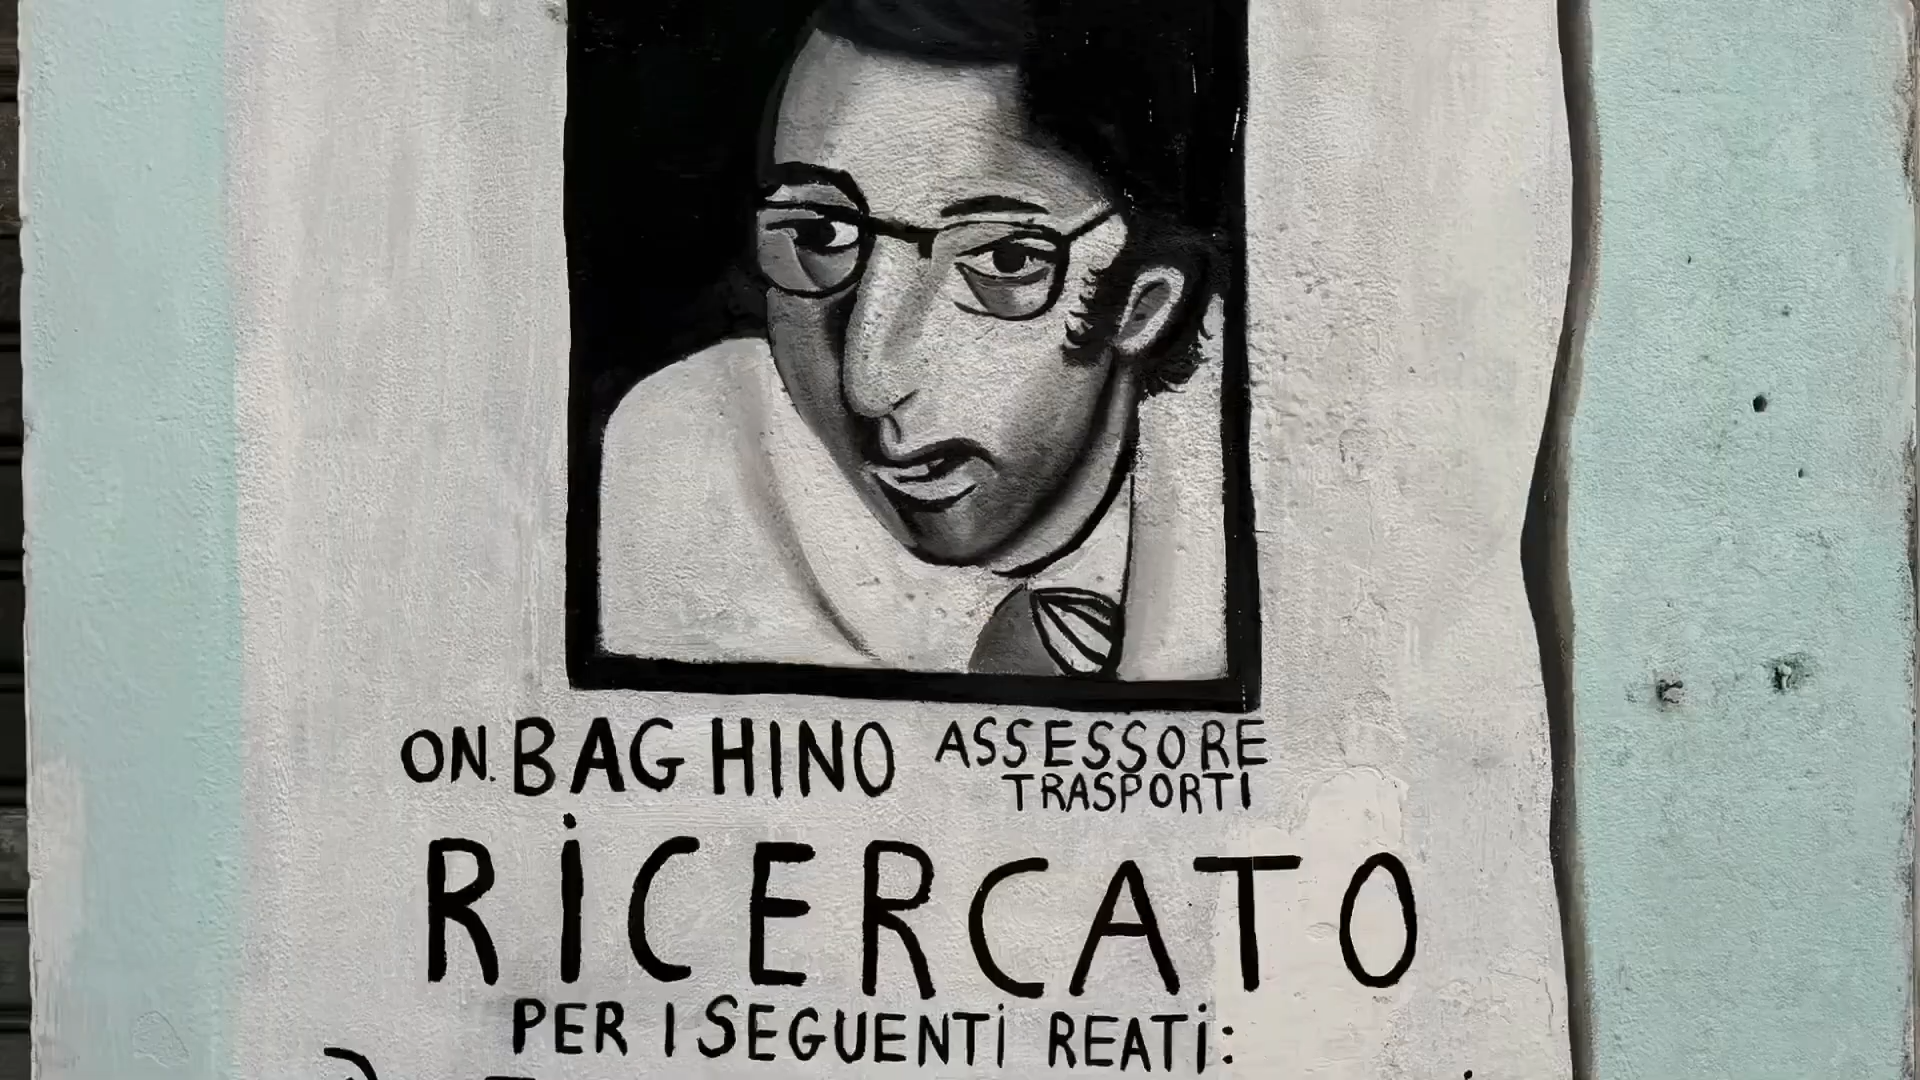 ON. BAGHINO ASSESSORE
TRASPORTI
RiCERCATO
PER I SEGUENTi REATi: